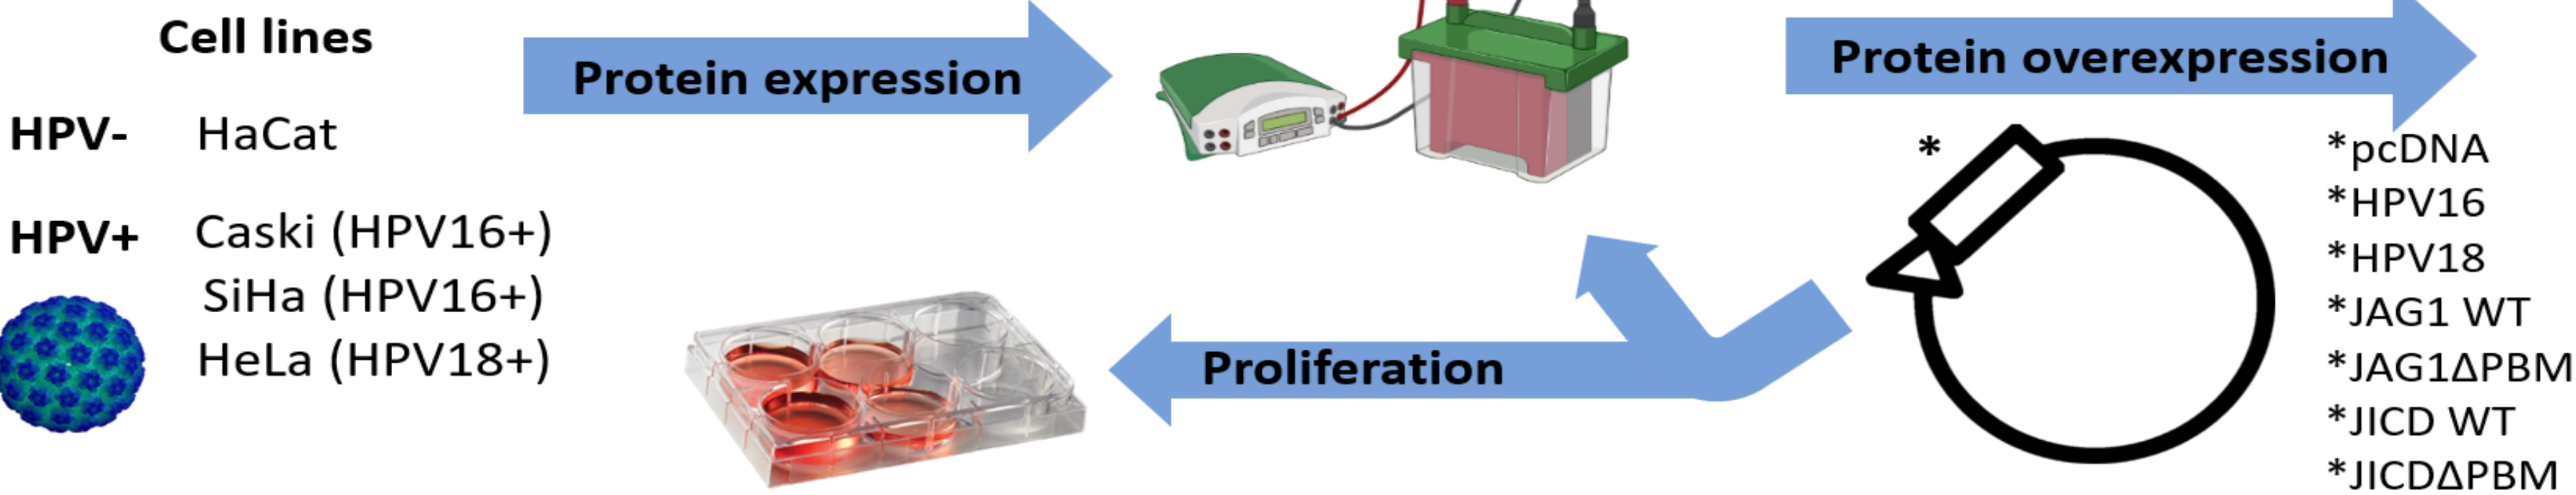 Cell lines
HPV- HaCat
HPV+ Caski (HPV16+)
SiHa (HPV16+)
HeLa (HPV18+)
Protein expression
Protein overexpression
*
*pcDNA
*HPV16
*HPV18
*JAG1 WT
*JAG1ΔPBM
*JICD WT
*JICDΔPBM
Proliferation